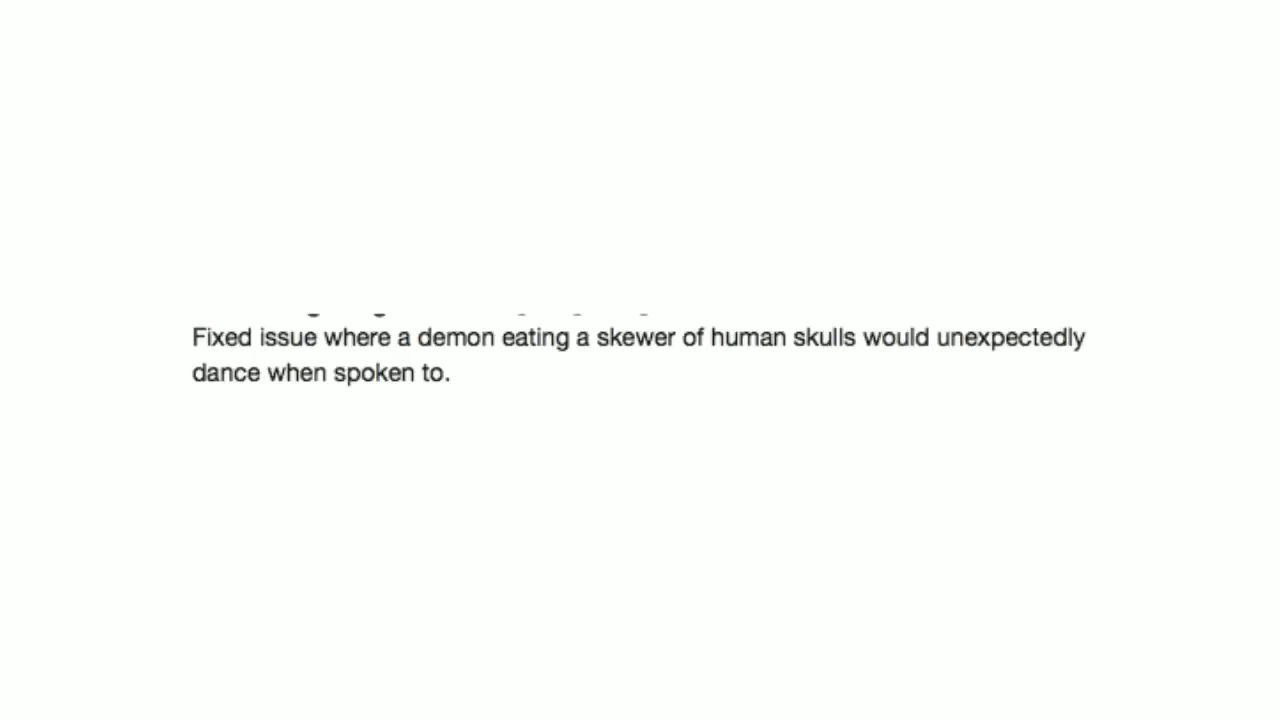 Fixed issue where a demon eating a skewer of human skulls would unexpectedly
dance when spoken to.